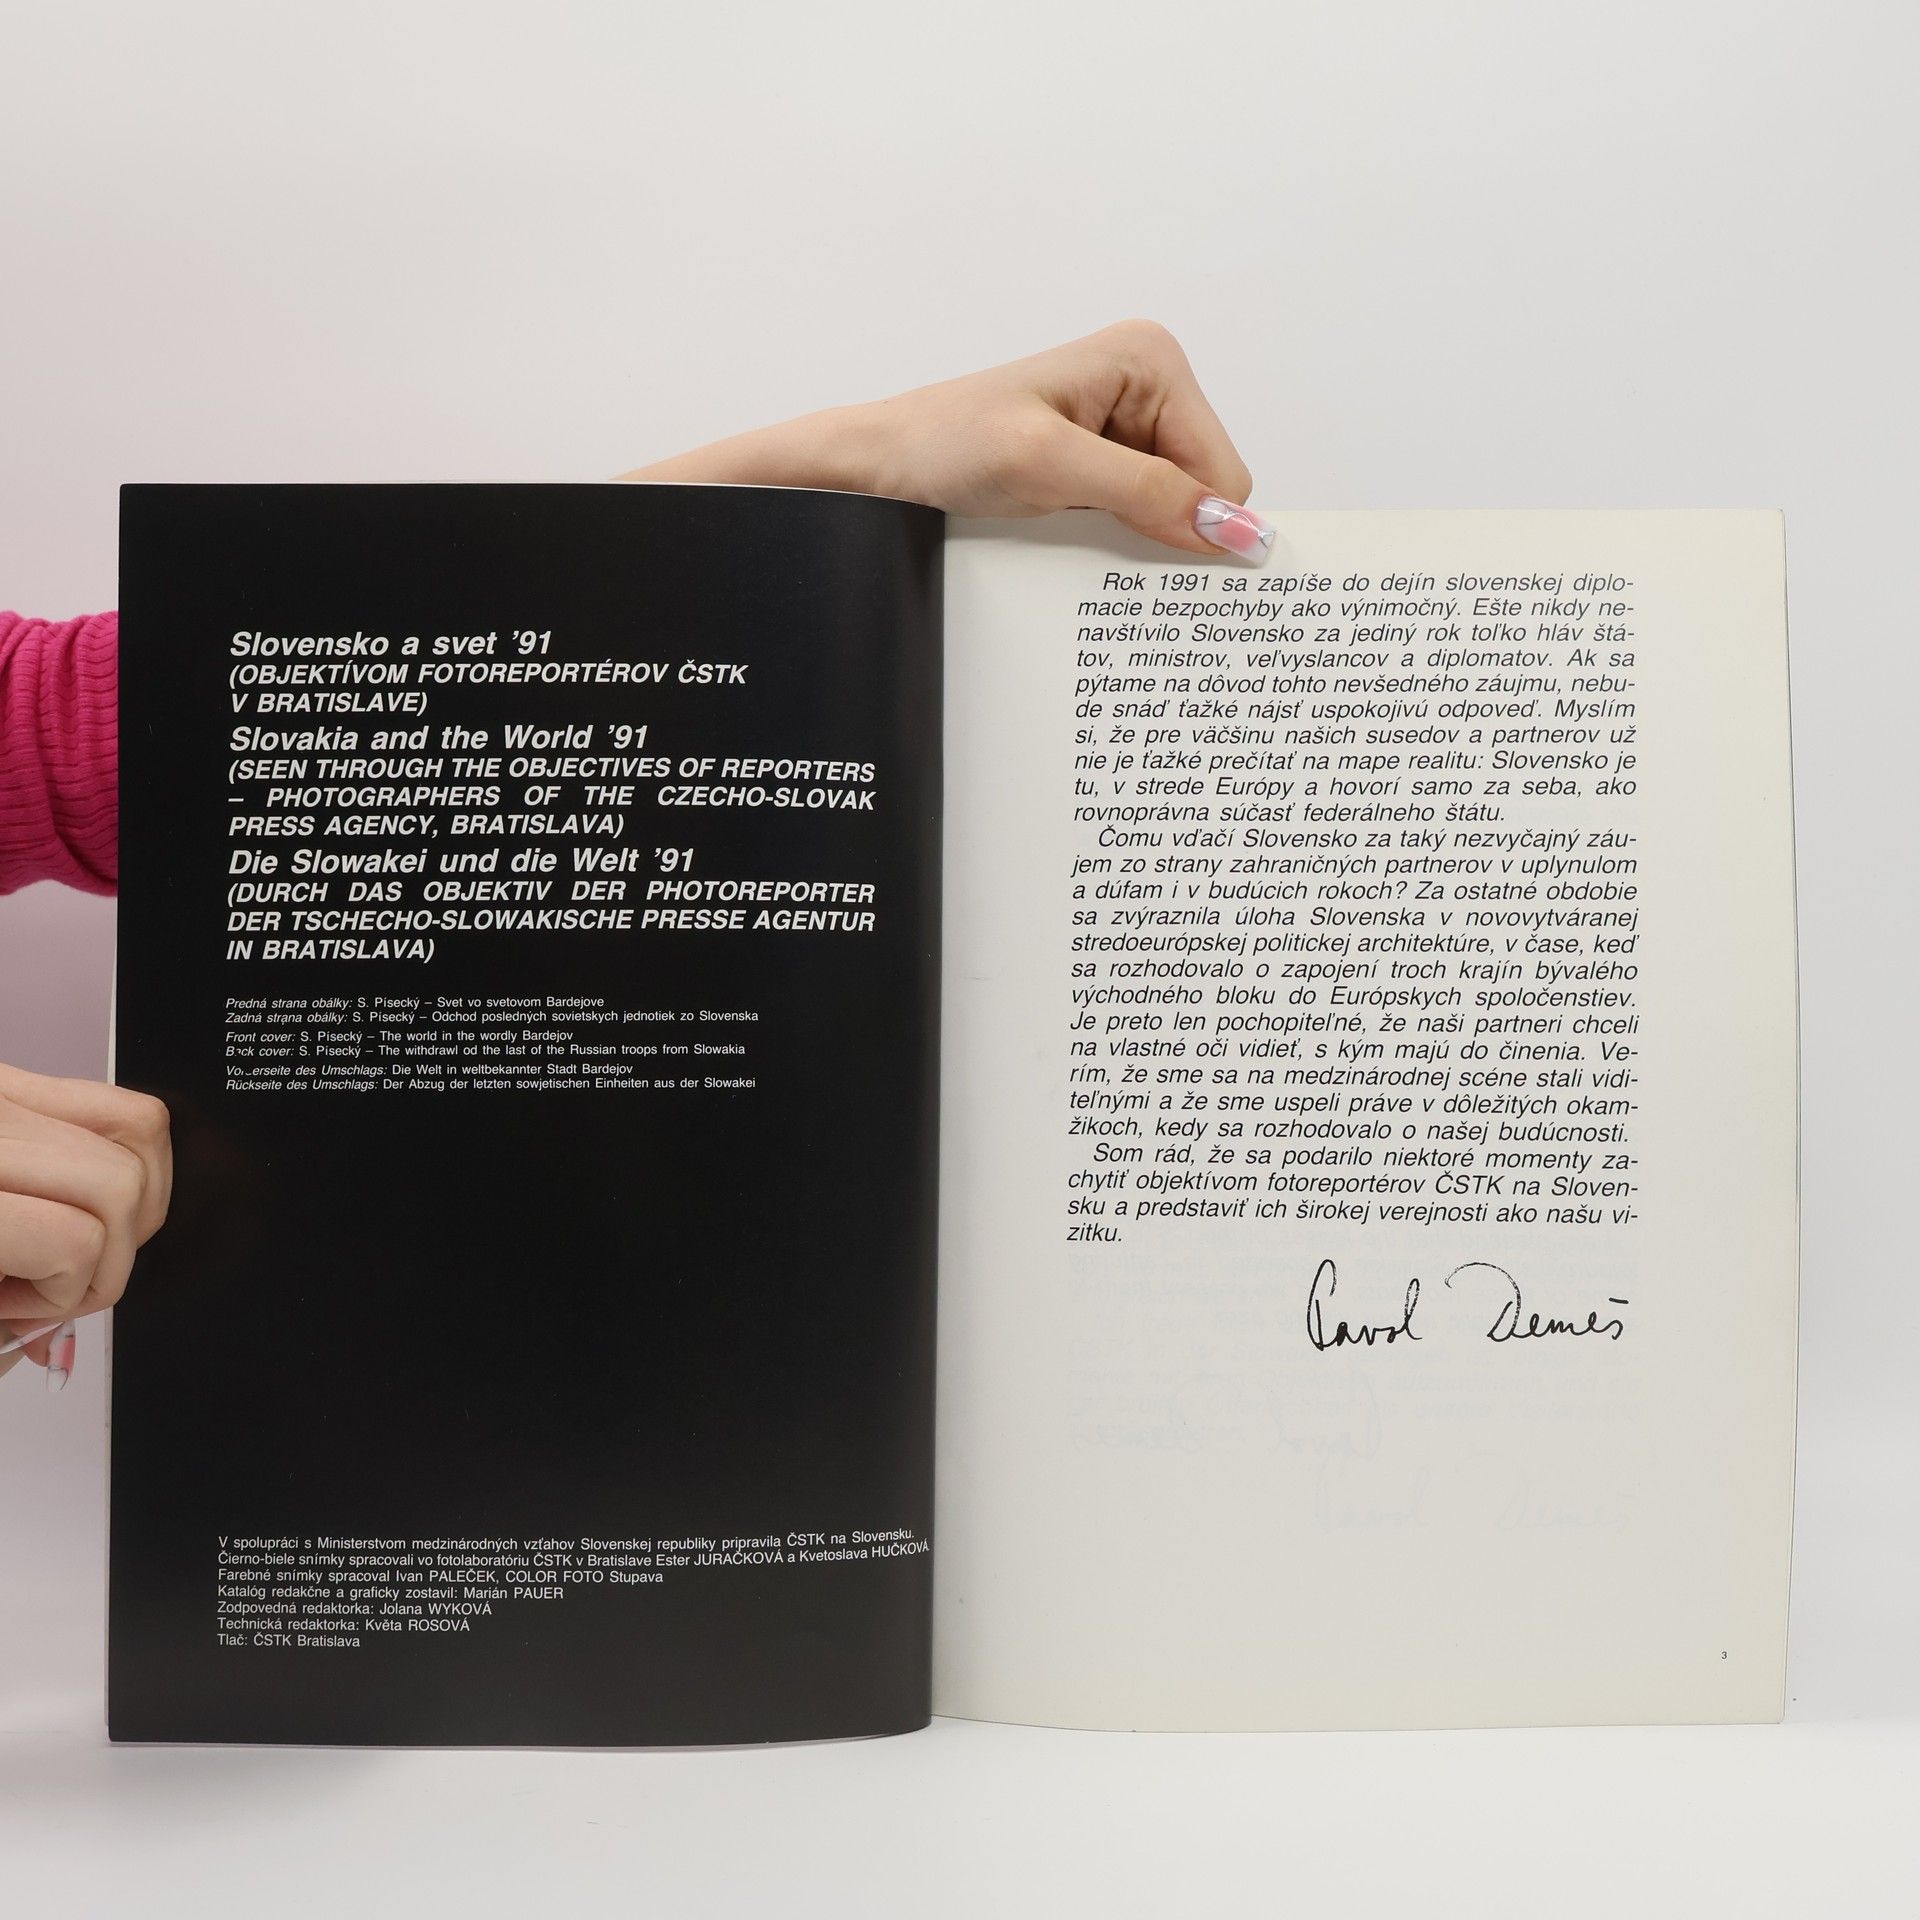 Slovensko a svet ’91
(OBJEKTÍVOM FOTOREPORTÉROV ČSTK
V BRATISLAVE)
Slovakia and the World ’91
(SEEN THROUGH THE OBJECTIVES OF REPORTERS
– PHOTOGRAPHERS OF THE CZECHO-SLOVAK
PRESS AGENCY, BRATISLAVA)
Die Slowakei und die Welt ’91
(DURCH DAS OBJEKTIV DER PHOTOREPORTER
DER TSCHECHO-SLOWAKISCHE PRESSE AGENTUR
IN BRATISLAVA)
Predná strana obálky: S. Písecký – Svet vo svetovom Bardejove
Zadná strana obálky: S. Písecký – Odchod posledných sovietskych jednotiek zo Slovenska
Front cover: S. Písecký – The world in the wordly Bardejov
Back cover: S. Písecký – The withdrawl od the last of the Russian troops from Slowakia
des Umschlags: Die Welt in weltbekannter Stadt Bardejov
Rückseite des Umschlags: Der Abzug der letzten sowjetischen Einheiten aus der Slowakei
V spolupráci s Ministerstvom medzinárodných vzťahov Slovenskej republiky pripravila ČSTK na Slovensku.
Čierno-biele snímky spracovali vo fotolaboratóriu ČSTK v Bratislave Ester JURAČKOVÁ a Kvetoslava HUČKOVÁ
Farebné snímky spracoval Ivan PALEČEK, COLOR FOTO Stupava
Katalóg redakčne a graficky zostavil: Marián PAUER
Zodpovedná redaktorka: Jolana WYKOVÁ
Technická redaktorka: Květa ROSOVÁ
Tlač: ČSTK Bratislava
Rok 1991 sa zapíše do dejín slovenskej diplo-
macie bezpochyby ako výnimočný. Ešte nikdy ne-
navštívilo Slovensko za jediný rok toľko hláv štá-
tov, ministrov, veľvyslancov a diplomatov. Ak sa
pýtame na dôvod tohto nevšedného záujmu, nebu-
de snáď ťažké nájsť uspokojivú odpoveď. Myslím
si, že pre väčšinu našich susedov a partnerov už
nie je ťažké prečítať na mape realitu: Slovensko je
tu, v strede Európy a hovorí samo za seba, ako
rovnoprávna súčasť federálneho štátu.
Čomu vďačí Slovensko za taký nezvyčajný záu-
jem zo strany zahraničných partnerov v uplynulom
a dúfam i v budúcich rokoch? Za ostatné obdobie
sa zvýraznila úloha Slovenska v novovytváranej
stredoeurópskej politickej architektúre, v čase, keď
sa rozhodovalo o zapojení troch krajín bývalého
východného bloku do Európskych spoločenstiev.
Je preto len pochopiteľné, že naši partneri chceli
na vlastné oči vidieť, s kým majú do činenia. Ve-
rím, že sme sa na medzinárodnej scéne stali vidi-
teľnými a že sme uspeli práve v dôležitých okam-
žikoch, kedy sa rozhodovalo o našej budúcnosti.
Som rád, že sa podarilo niektoré momenty za-
chytiť objektívom fotoreportérov ČSTK na Sloven-
sku a predstaviť ich širokej verejnosti ako našu vi-
zitku.
Pavol Demeš
3